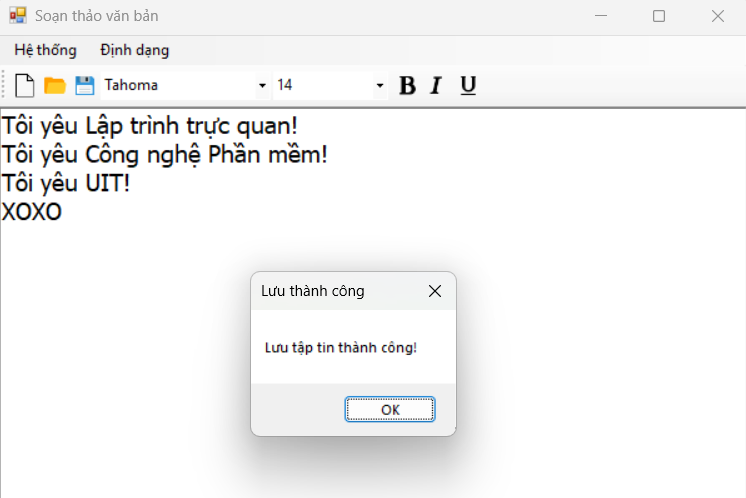 Soạn thảo văn bản
Hệ thống Định dạng
Tahoma 14 B I U
Tôi yêu Lập trình trực quan!
Tôi yêu Công nghệ Phần mềm!
Tôi yêu UIT!
XOXO
Lưu thành công
Lưu tập tin thành công!
OK